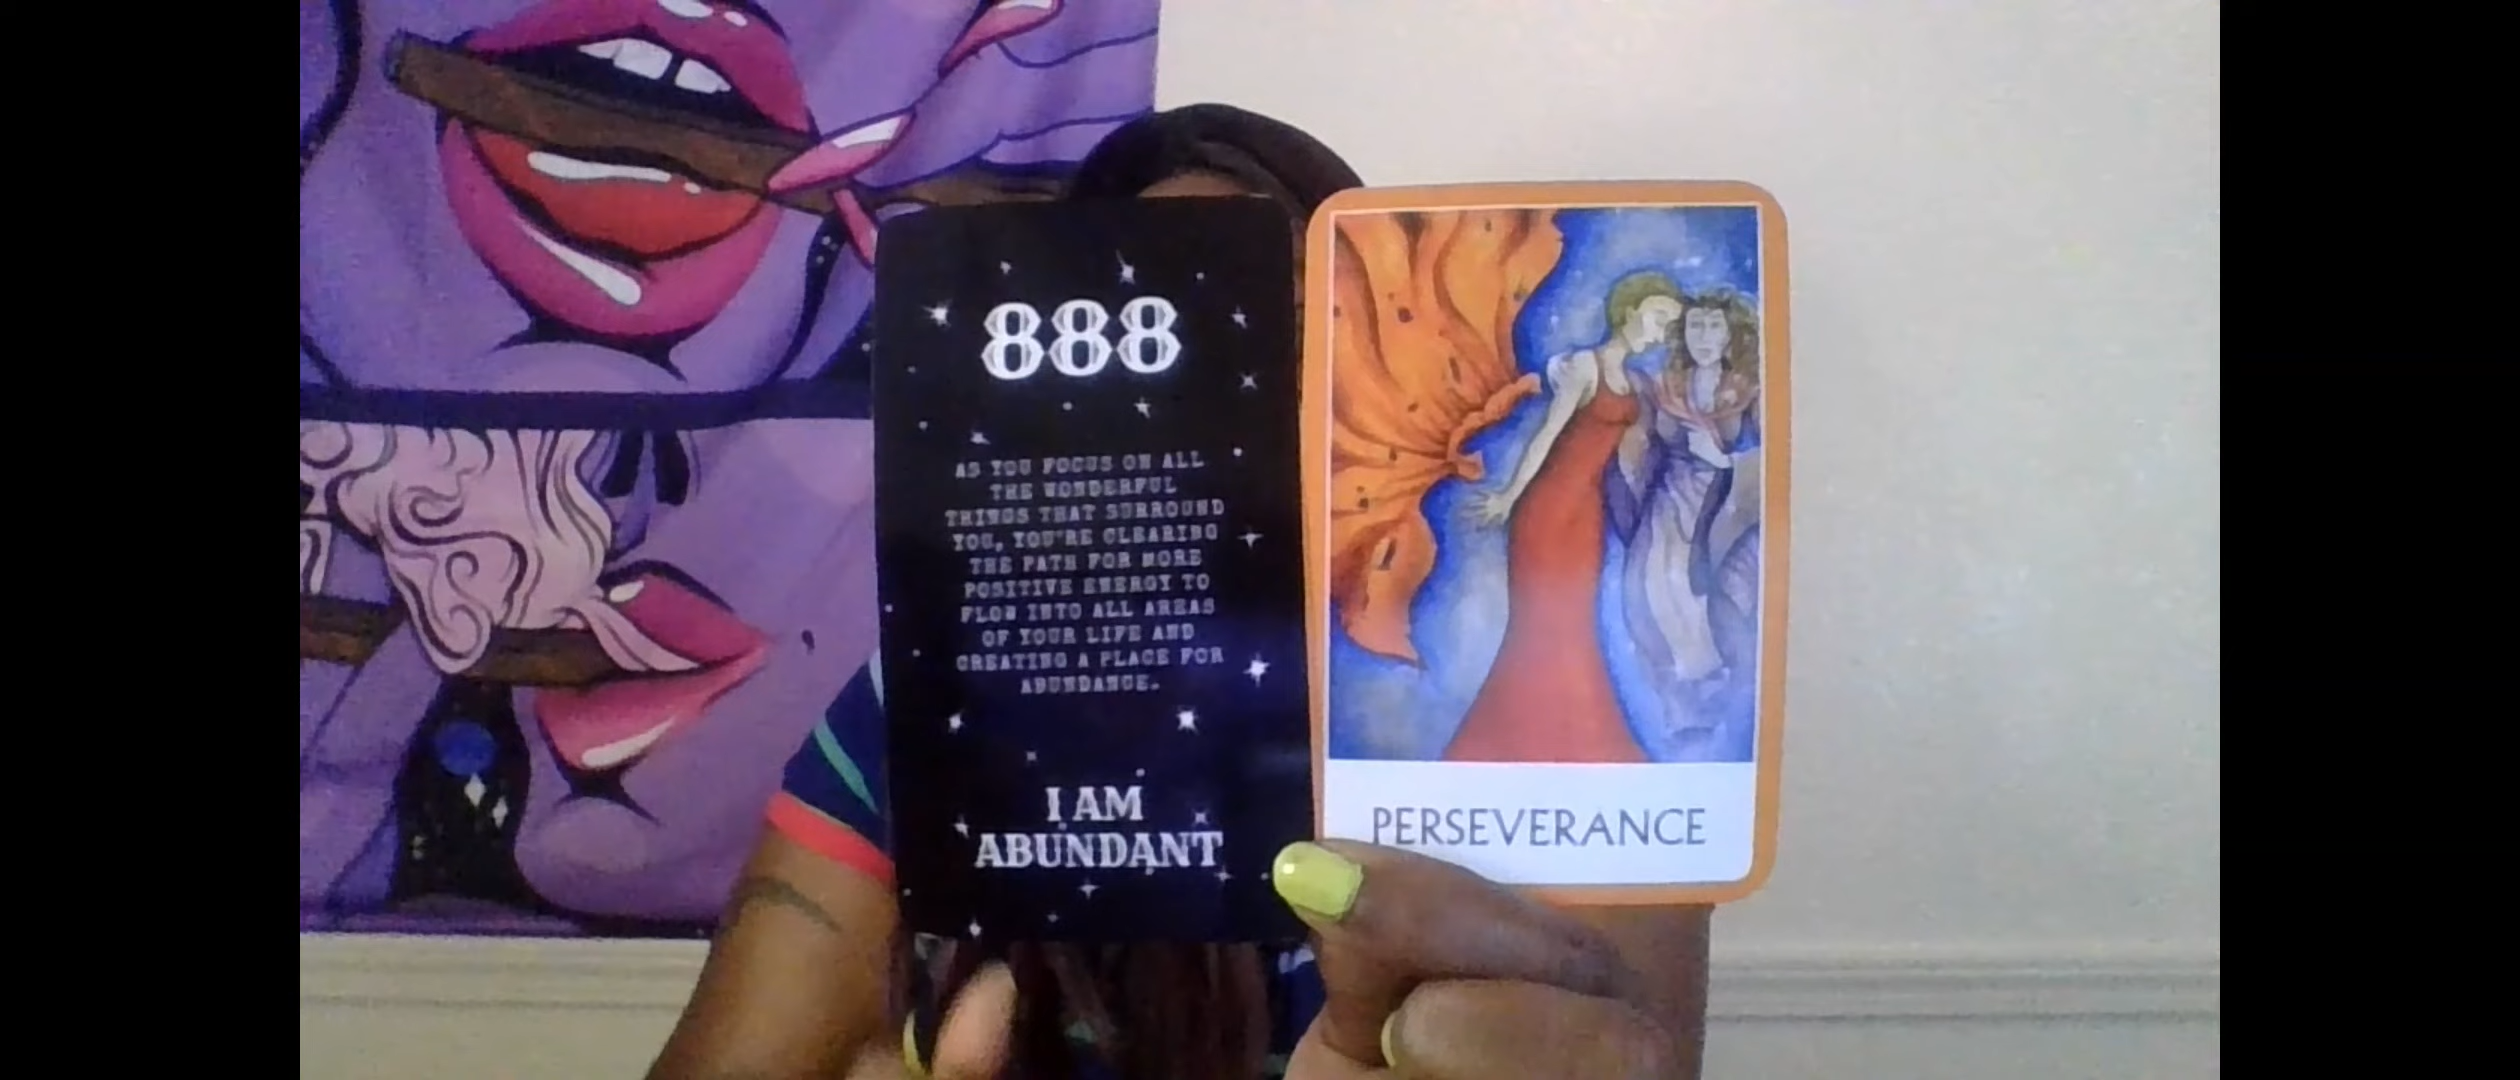 888
AS YOU FOCUS ON ALL
THE WONDERFUL
THINGS THAT SURROUND
YOU, YOU'RE CLEARING
THE PATH FOR MORE
POSITIVE ENERGY TO
FLOW INTO ALL AREAS
OF YOUR LIFE AND
CREATING A PLACE FOR
ABUNDANCE.
I AM
ABUNDANT
PERSEVERANCE